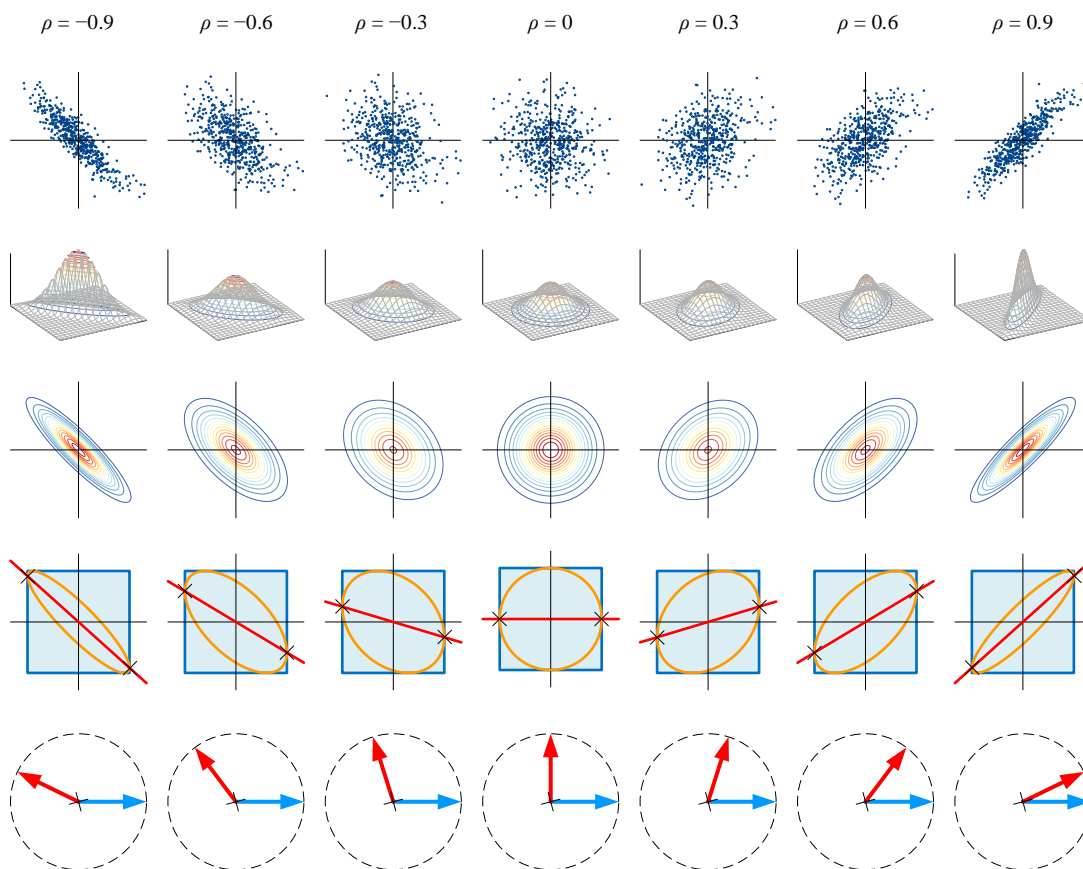 ρ = −0.9 ρ = −0.6 ρ = −0.3 ρ = 0 ρ = 0.3 ρ = 0.6 ρ = 0.9